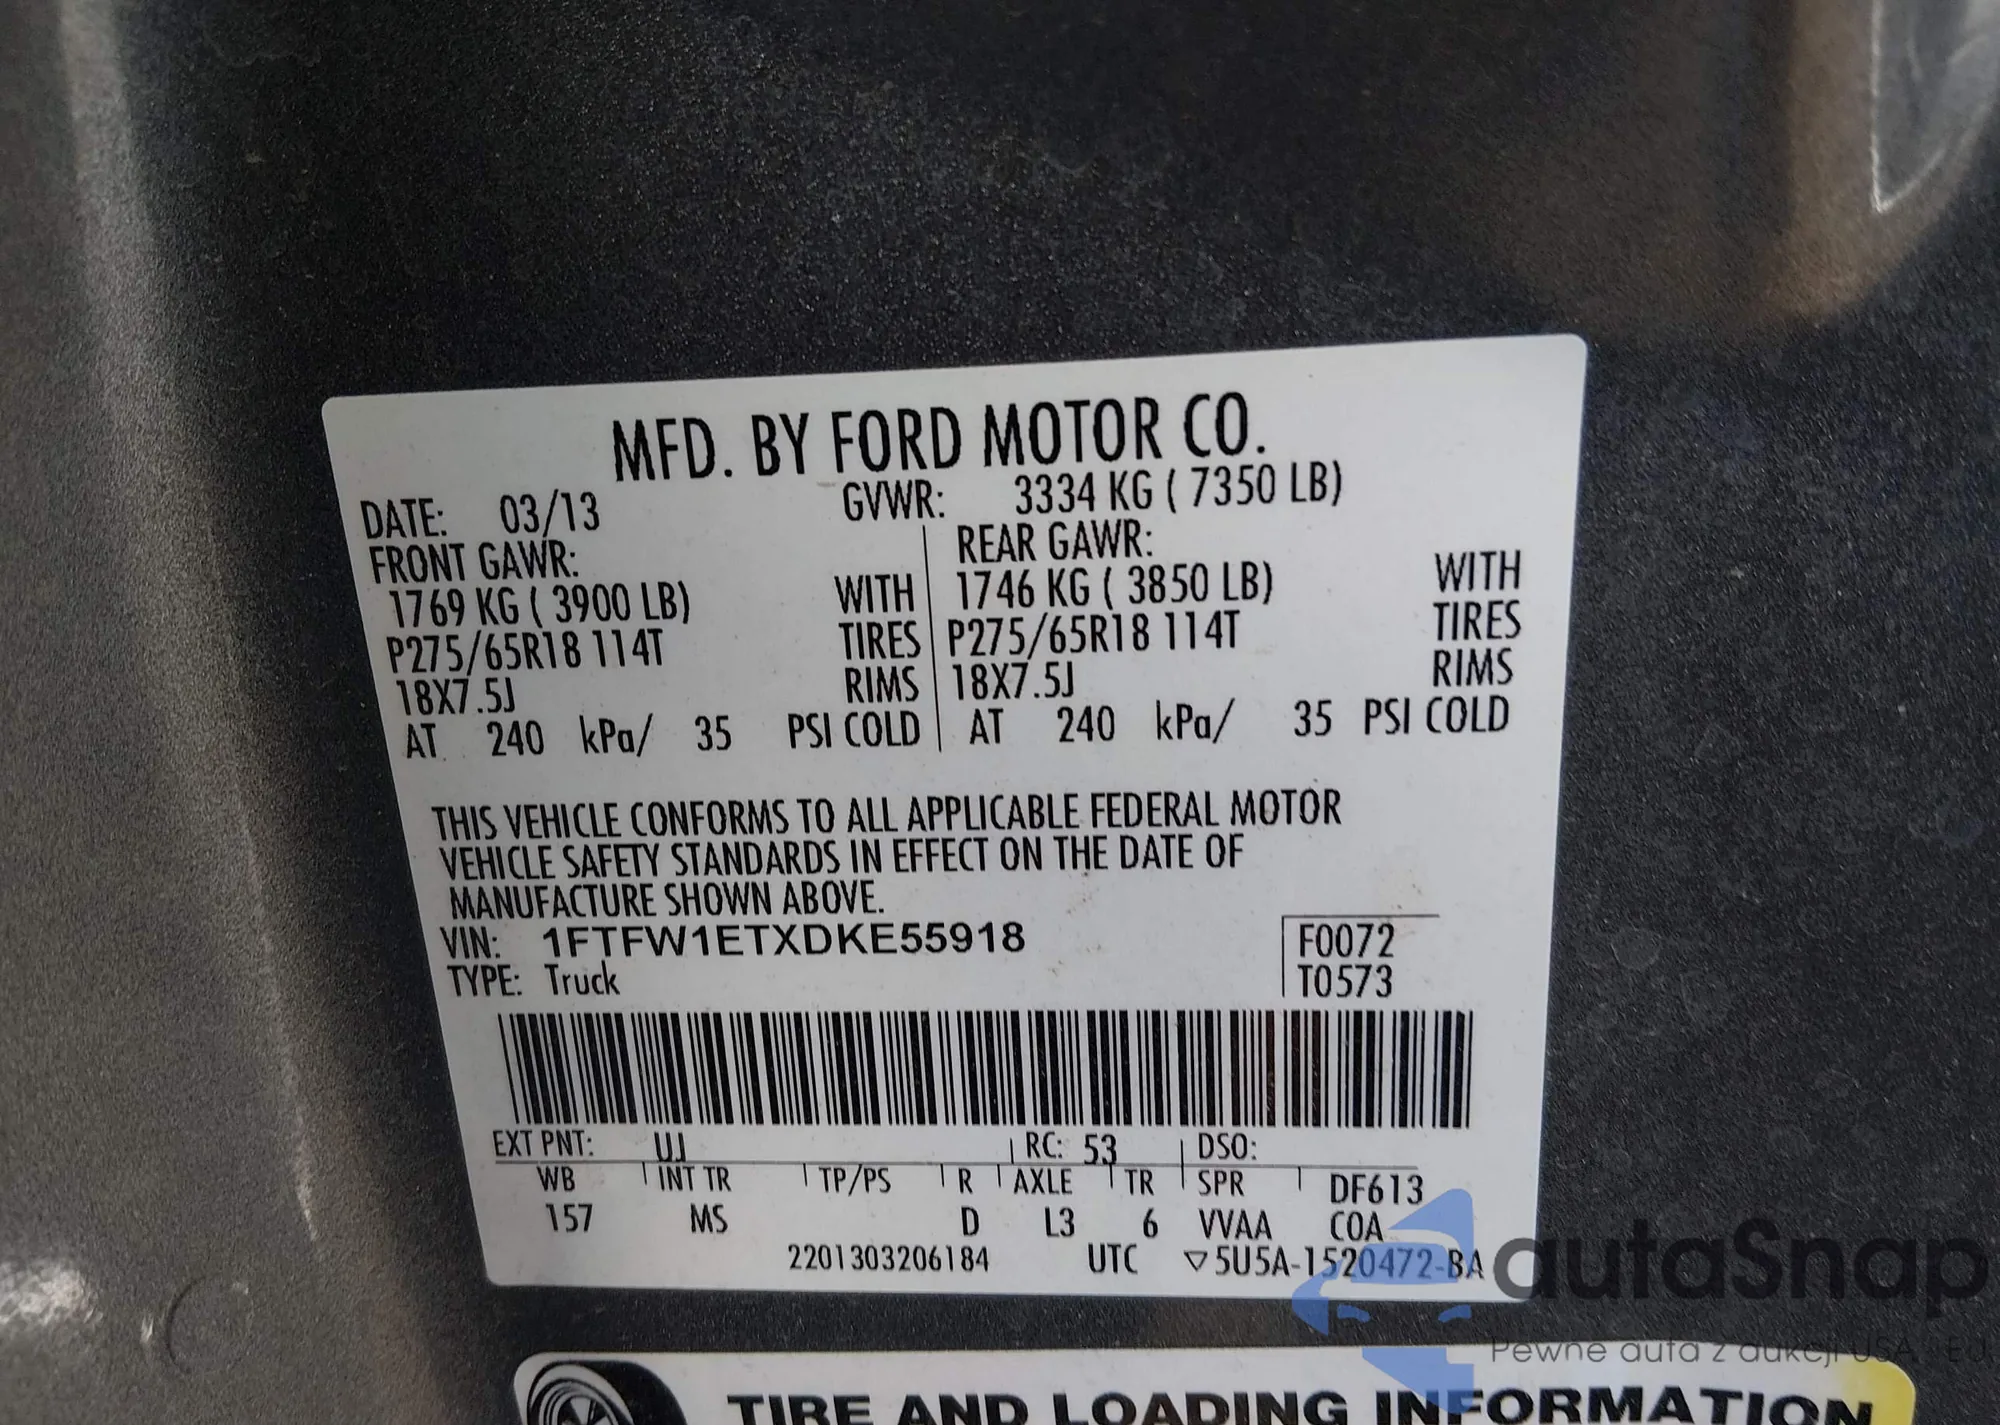 MFD. BY FORD MOTOR CO.
DATE: 03/13 GVWR: 3334 KG ( 7350 LB)
FRONT GAWR: REAR GAWR:
1769 KG ( 3900 LB) WITH 1746 KG ( 3850 LB) WITH
P275/65R18 114T TIRES P275/65R18 114T TIRES
18X7.5J RIMS 18X7.5J RIMS
AT 240 kPa/ 35 PSI COLD AT 240 kPa/ 35 PSI COLD
THIS VEHICLE CONFORMS TO ALL APPLICABLE FEDERAL MOTOR
VEHICLE SAFETY STANDARDS IN EFFECT ON THE DATE OF
MANUFACTURE SHOWN ABOVE.
VIN: 1FTFW1ETXDKE55918 F0072
TYPE: Truck T0573
EXT PNT: UJ RC: 53 DSO:
WB INT TR TP/PS R AXLE TR SPR DF613
157 MS D L3 6 VVAA COA
2201303206184 UTC ▽5U5A-1520472-BA
autaSnap
Pewne auta z aukcji USA, EU
TIRE AND LOADING INFORMATION